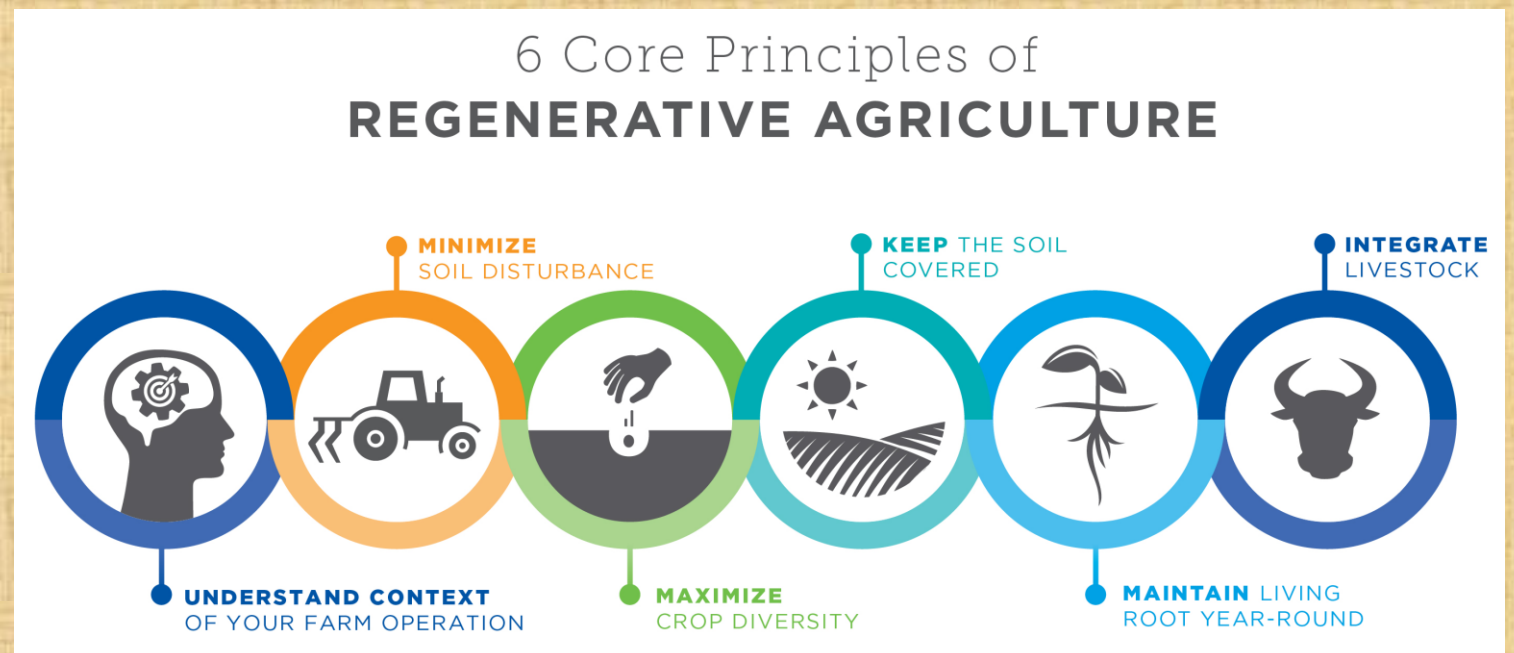 6 Core Principles of
REGENERATIVE AGRICULTURE
UNDERSTAND CONTEXT
OF YOUR FARM OPERATION
MINIMIZE
SOIL DISTURBANCE
MAXIMIZE
CROP DIVERSITY
KEEP THE SOIL
COVERED
MAINTAIN LIVING
ROOT YEAR-ROUND
INTEGRATE
LIVESTOCK